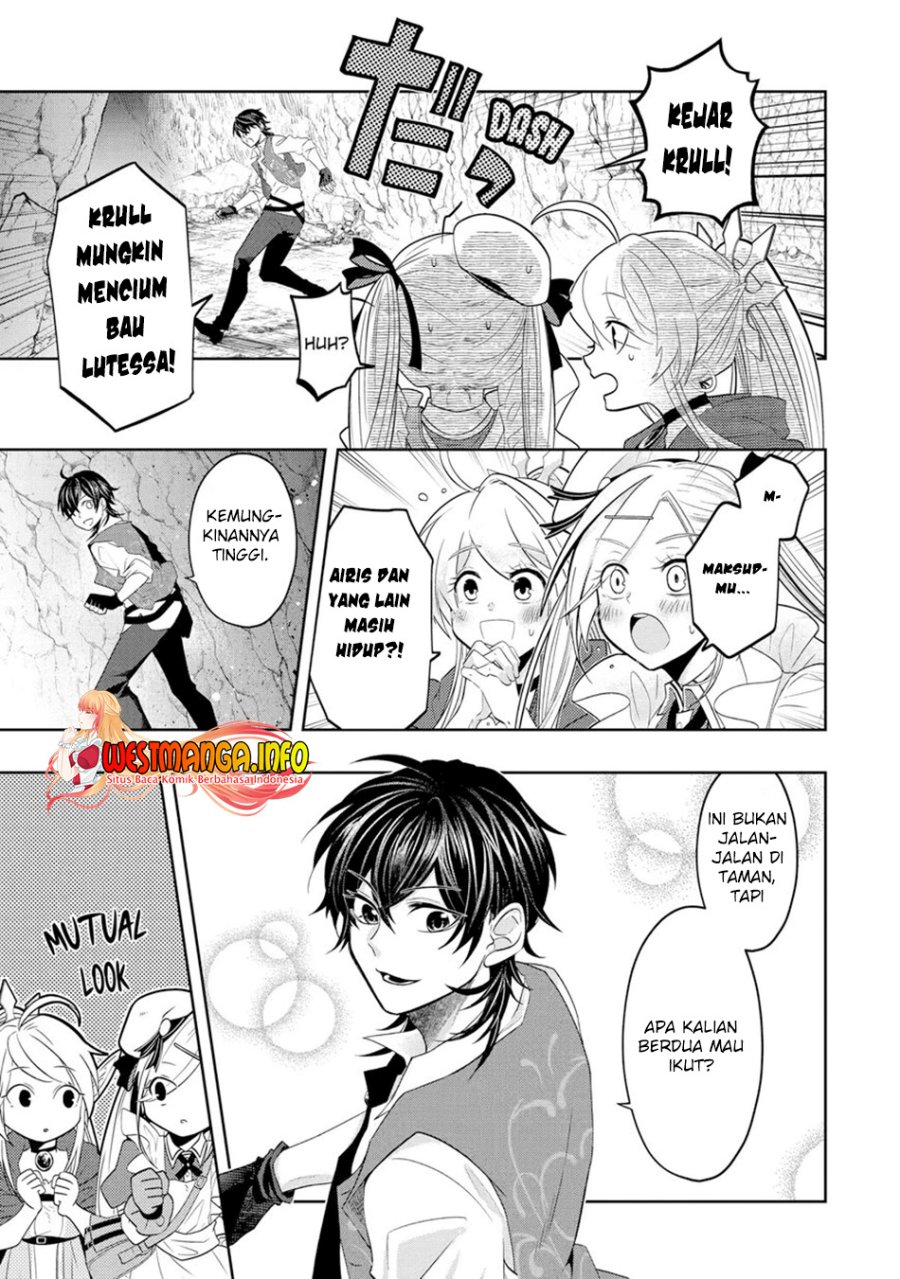 KEJAR
KRULL!
だっ
DASH
KRULL
MUNGKIN
MENCIUM
BAU
LUTESSA!
HUH?
M-
MAKSUD-
MU...
AIRIS DAN
YANG LAIN
MASIH
HIDUP?!
KEMUNG-
KINANNYA
TINGGI.
WESTMANGA.INFO
Situs Baca Komik Berbahasa Indonesia
INI BUKAN
JALAN-
JALAN DI
TAMAN,
TAPI
APA KALIAN
BERDUA MAU
IKUT?
MUTUAL
LOOK